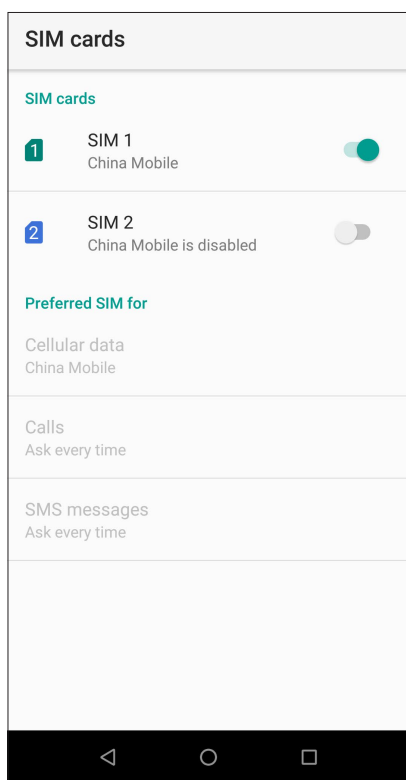 SIM cards
SIM cards
1
SIM 1
China Mobile
2
SIM 2
China Mobile is disabled
Preferred SIM for
Cellular data
China Mobile
Calls
Ask every time
SMS messages
Ask every time